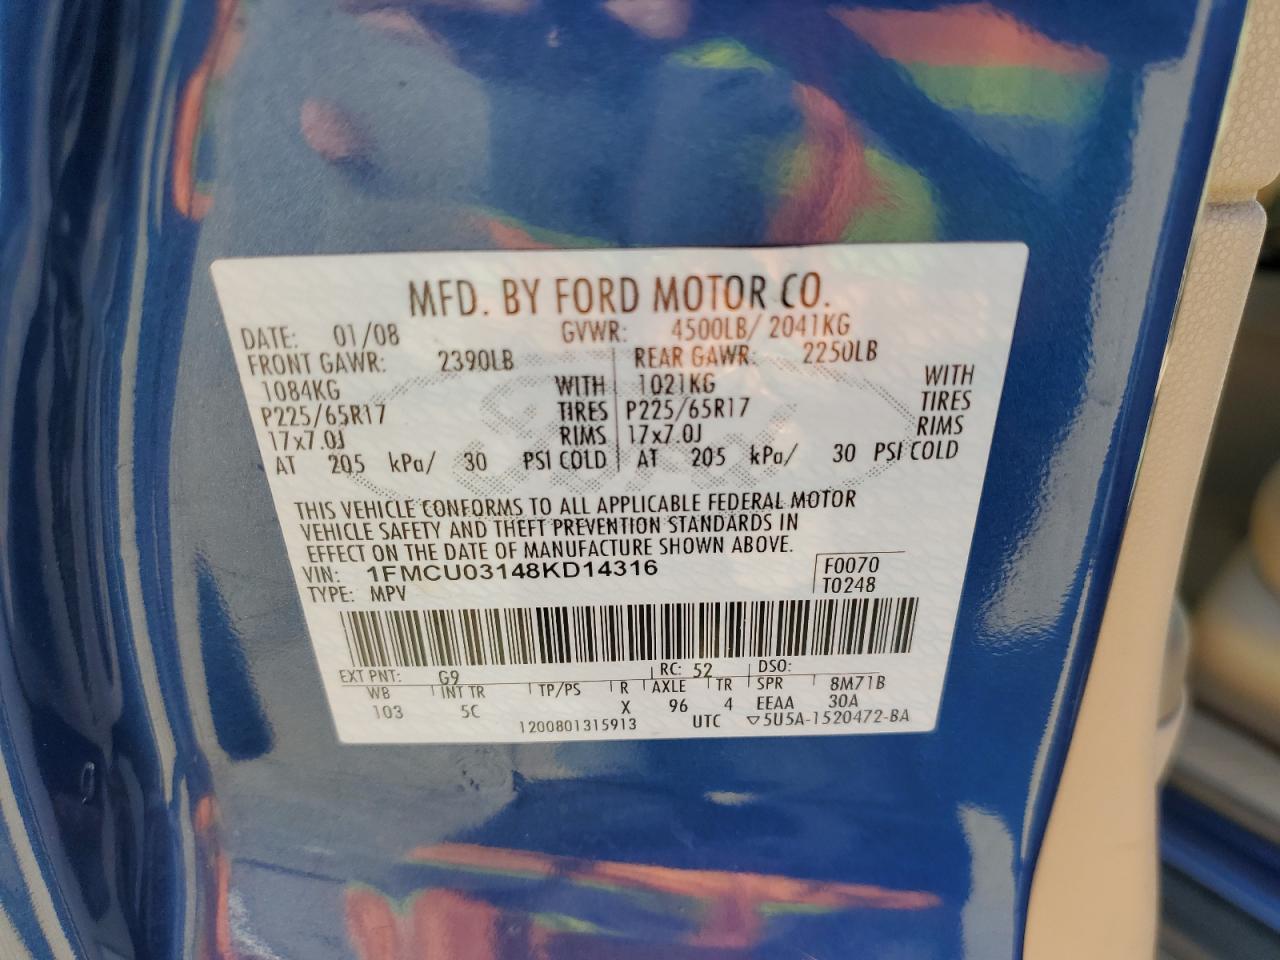 MFD. BY FORD MOTOR CO.
DATE: 01/08 GVWR: 4500LB/ 2041KG
FRONT GAWR: 2390LB REAR GAWR: 2250LB
1084KG WITH 1021KG WITH
P225/65R17 TIRES P225/65R17 TIRES
17x7.0J RIMS 17x7.0J RIMS
AT 205 kPa/ 30 PSI COLD AT 205 kPa/ 30 PSI COLD
THIS VEHICLE CONFORMS TO ALL APPLICABLE FEDERAL MOTOR
VEHICLE SAFETY AND THEFT PREVENTION STANDARDS IN
EFFECT ON THE DATE OF MANUFACTURE SHOWN ABOVE.
VIN: 1FMCU03148KD14316 F0070
TYPE: MPV T0248
EXT PNT: G9 RC: 52 DSO:
WB INT TR TP/PS R AXLE TR SPR 8M71B
103 5C X 96 4 EEAA 30A
1200801315913 UTC ▽5U5A-1520472-BA